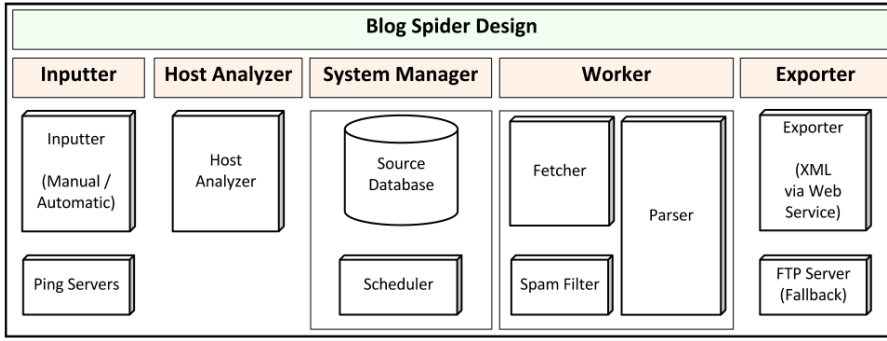 Blog Spider Design
Inputter
Host Analyzer
System Manager
Worker
Exporter
Inputter
(Manual /
Automatic)
Ping Servers
Host
Analyzer
Source
Database
Scheduler
Fetcher
Spam Filter
Parser
Exporter
(XML
via Web
Service)
FTP Server
(Fallback)